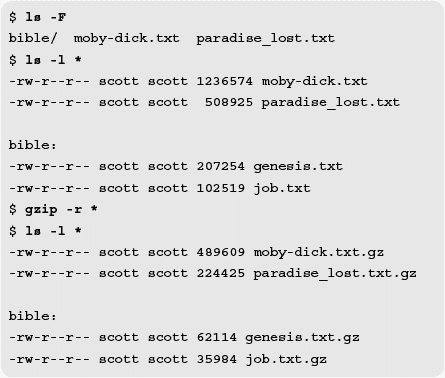 $ ls -F
bible/  moby-dick.txt  paradise_lost.txt
$ ls -l *
-rw-r--r-- scott scott 1236574 moby-dick.txt
-rw-r--r-- scott scott  508925 paradise_lost.txt

bible:
-rw-r--r-- scott scott 207254 genesis.txt
-rw-r--r-- scott scott 102519 job.txt
$ gzip -r *
$ ls -l *
-rw-r--r-- scott scott 489609 moby-dick.txt.gz
-rw-r--r-- scott scott 224425 paradise_lost.txt.gz

bible:
-rw-r--r-- scott scott 62114 genesis.txt.gz
-rw-r--r-- scott scott 35984 job.txt.gz